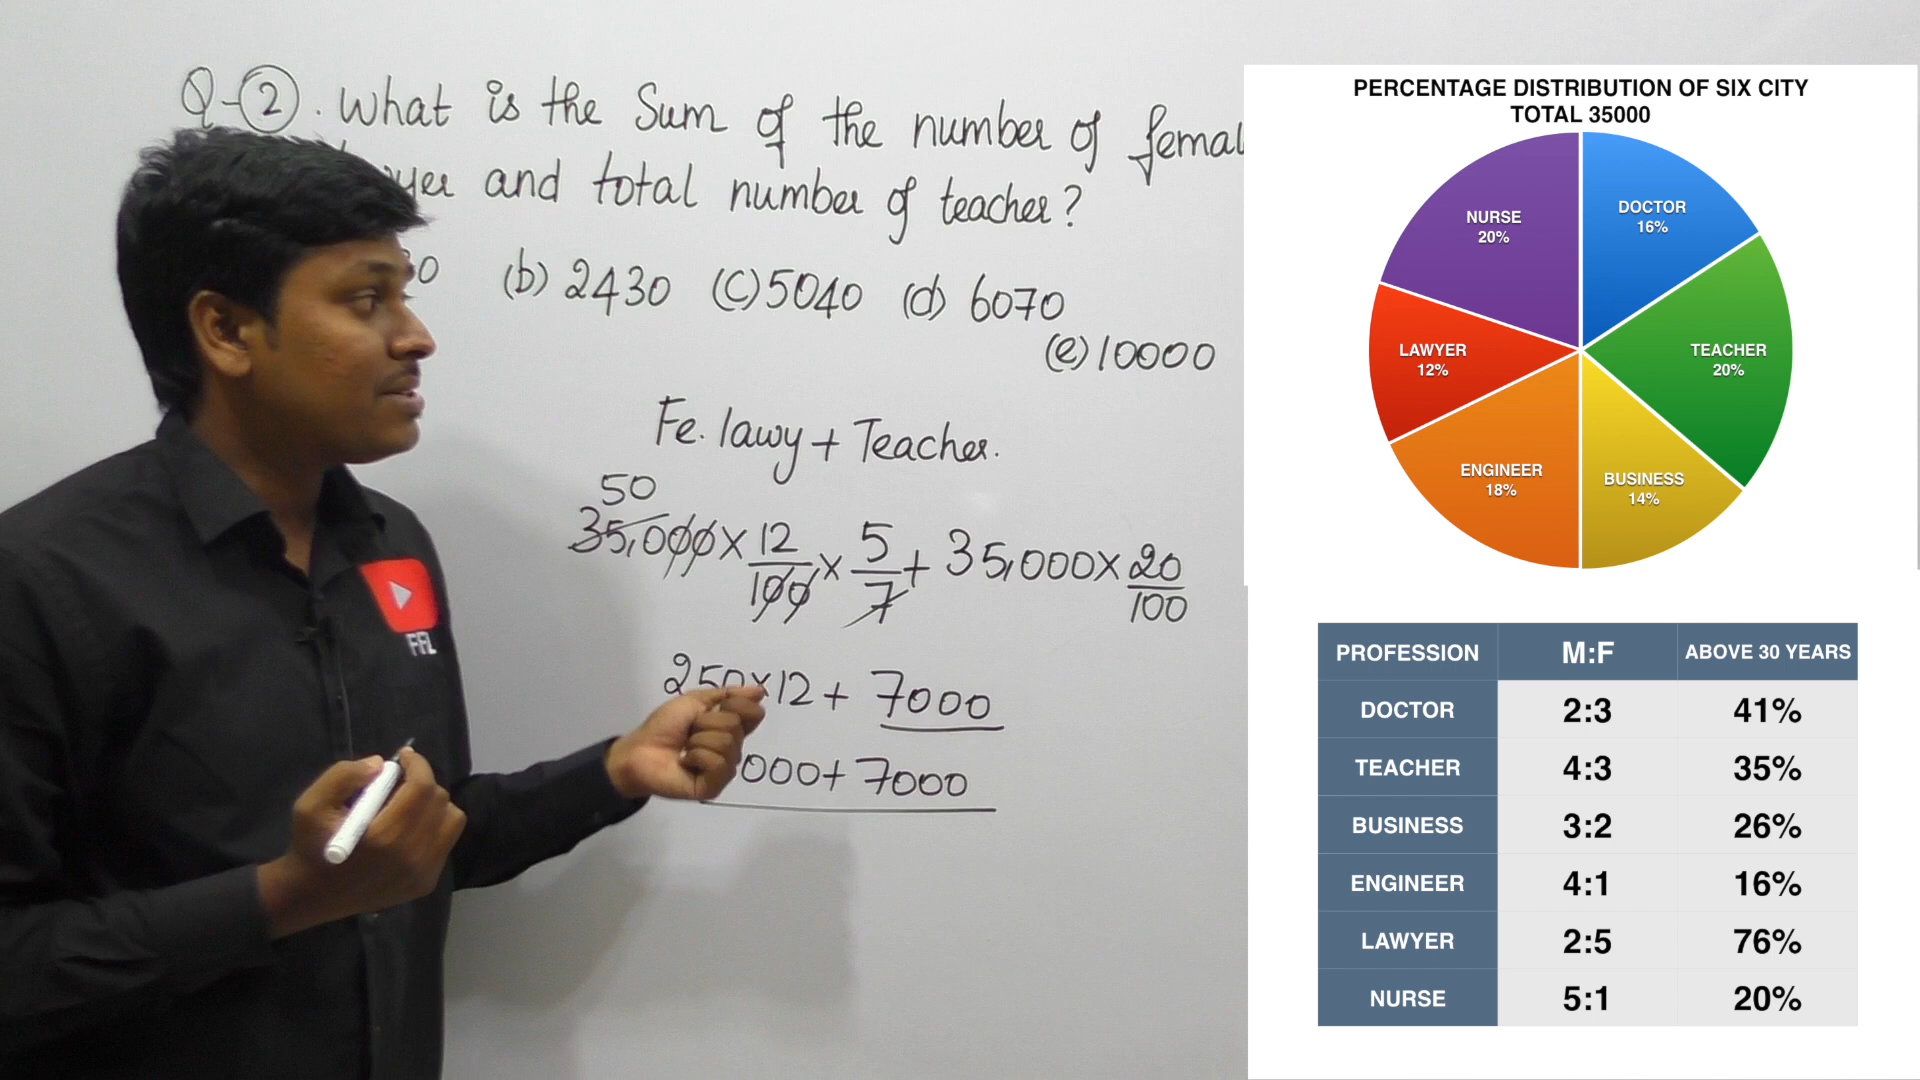 Q-2. What is the Sum of the number of
and total number of teacher?
(b) 2430 (c) 5040 (d) 6070
(e) 10000
Fe. lawy + Teacher.
50
35,000 × 12/100 × 5/7 + 35,000 × 20/100
250×12 + 7000
000 + 7000
FFL
PERCENTAGE DISTRIBUTION OF SIX CITY
TOTAL 35000
NURSE
20%
DOCTOR
16%
LAWYER
12%
TEACHER
20%
ENGINEER
18%
BUSINESS
14%
PROFESSION M:F ABOVE 30 YEARS
DOCTOR 2:3 41%
TEACHER 4:3 35%
BUSINESS 3:2 26%
ENGINEER 4:1 16%
LAWYER 2:5 76%
NURSE 5:1 20%